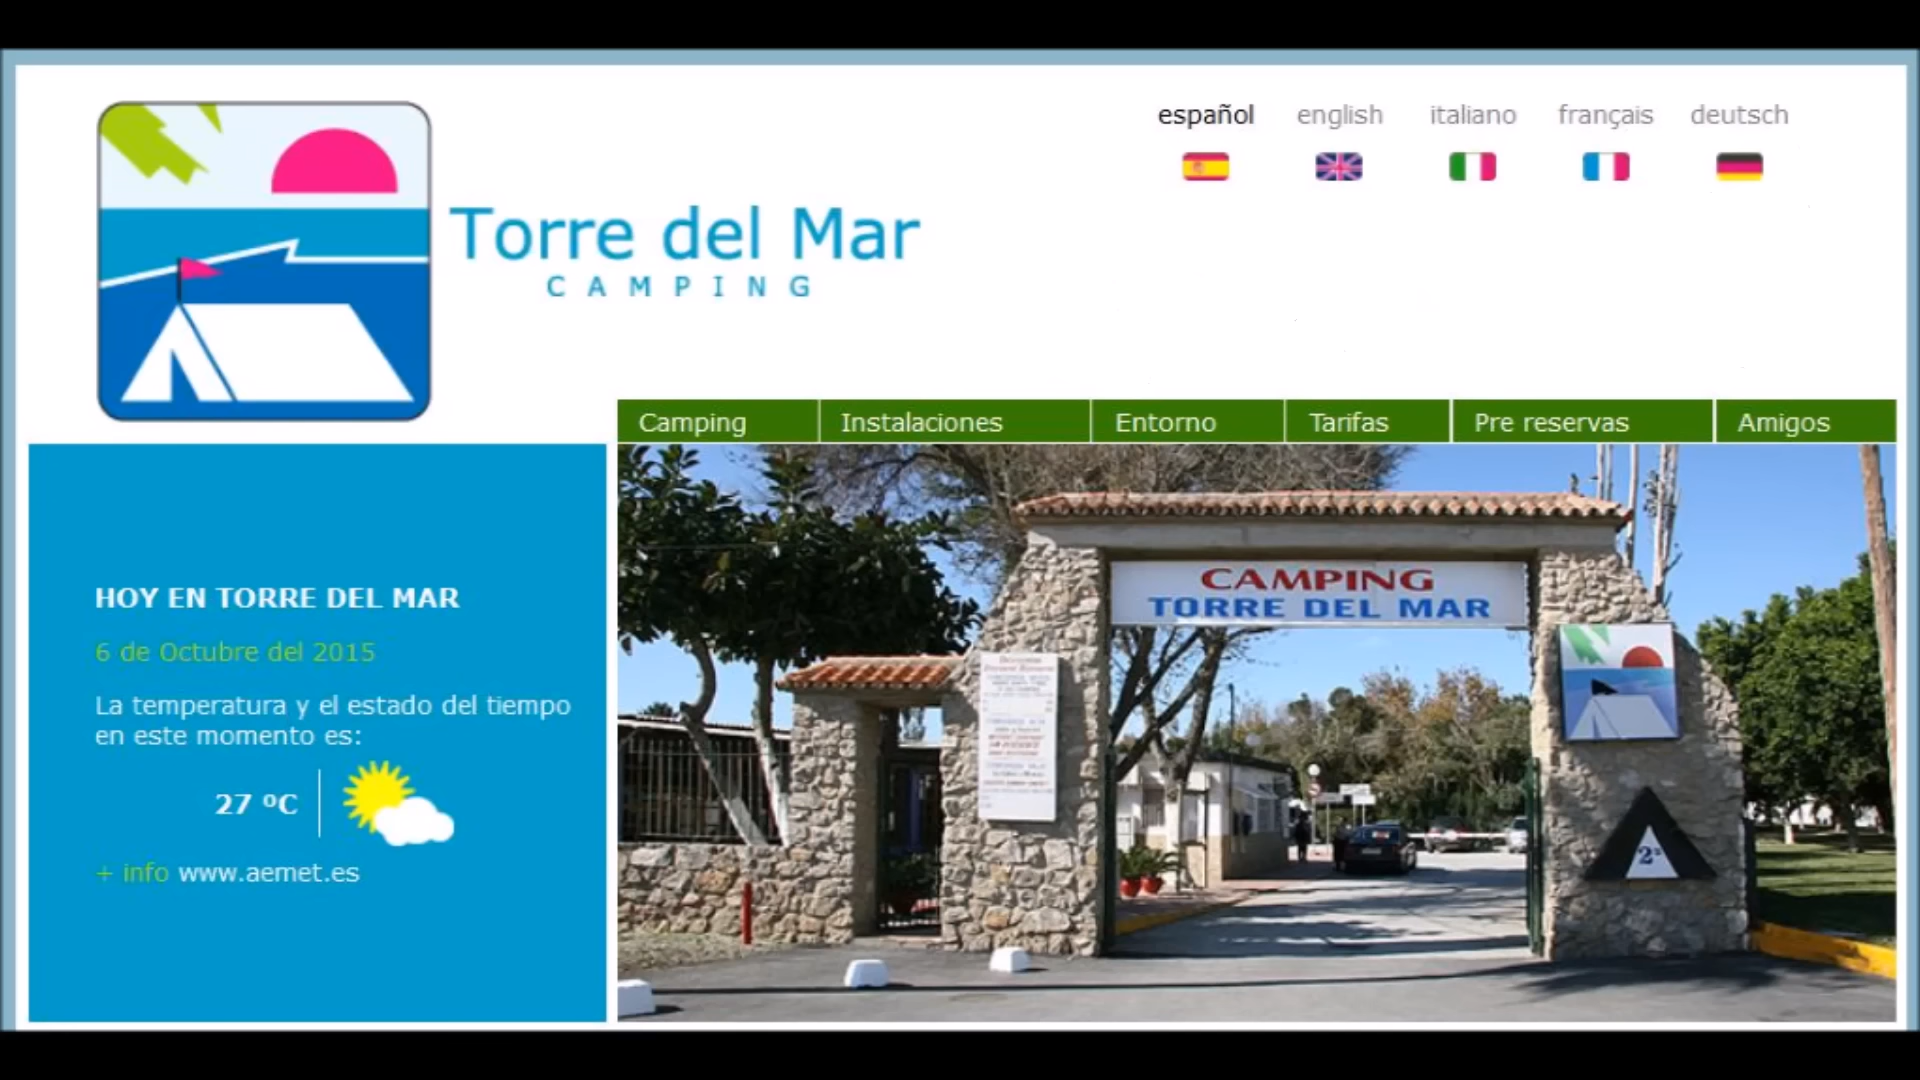 español english italiano français deutsch
Torre del Mar
CAMPING
Camping Instalaciones Entorno Tarifas Pre reservas Amigos
HOY EN TORRE DEL MAR
6 de Octubre del 2015
La temperatura y el estado del tiempo
en este momento es:
27 ºC
+ info www.aemet.es
CAMPING
TORRE DEL MAR
2ª